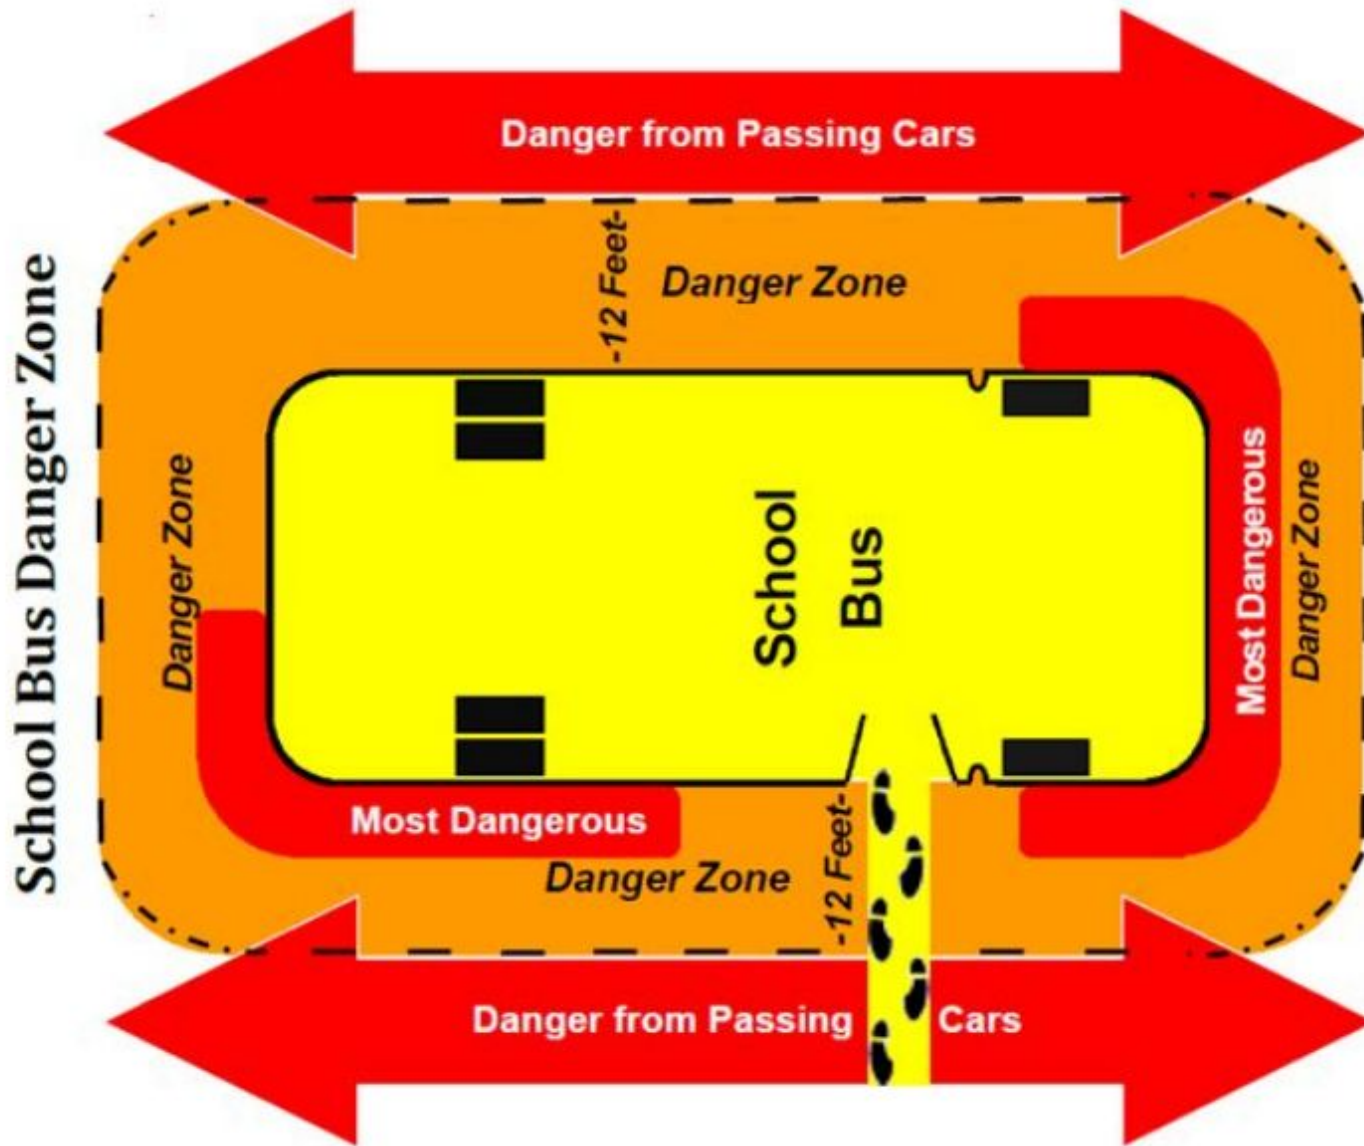 School Bus Danger Zone
Danger from Passing Cars
-12 Feet-
Danger Zone
Danger Zone
School
Bus
Most Dangerous
Danger Zone
Most Dangerous
Danger Zone
-12 Feet-
Danger from Passing Cars